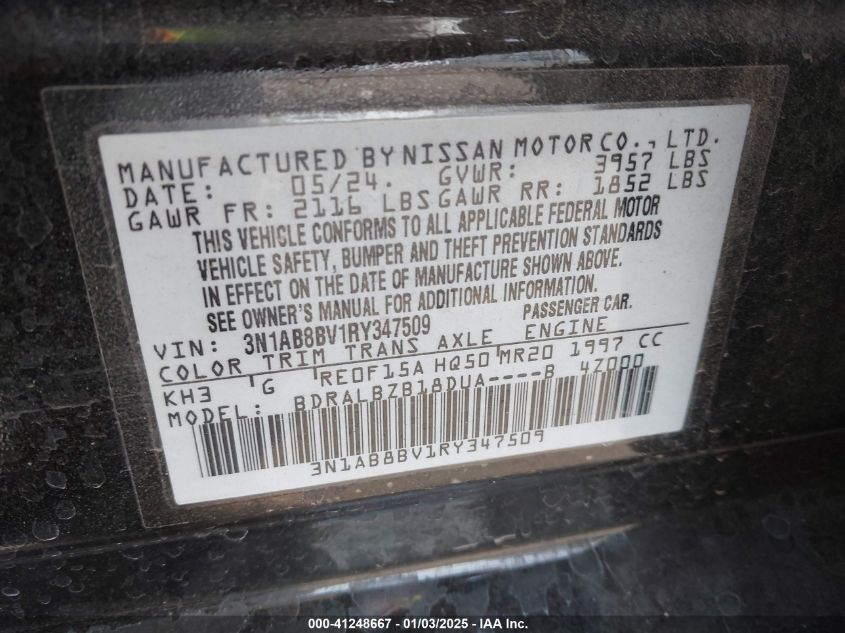 MANUFACTURED BY NISSAN MOTOR CO., LTD.
DATE: 05/24. GVWR: 3957 LBS
GAWR FR: 2116 LBS GAWR RR: 1852 LBS
THIS VEHICLE CONFORMS TO ALL APPLICABLE FEDERAL MOTOR
VEHICLE SAFETY, BUMPER AND THEFT PREVENTION STANDARDS
IN EFFECT ON THE DATE OF MANUFACTURE SHOWN ABOVE.
SEE OWNER'S MANUAL FOR ADDITIONAL INFORMATION.
VIN: 3N1AB8BV1RY347509 PASSENGER CAR.
COLOR TRIM TRANS AXLE ENGINE
KH3 G RE0F15A HQ50 MR20 1997 CC
MODEL: BDRALBZB18DUA----B 4Z000
3N1AB8BV1RY347509
000-41248667 - 01/03/2025 - IAA Inc.